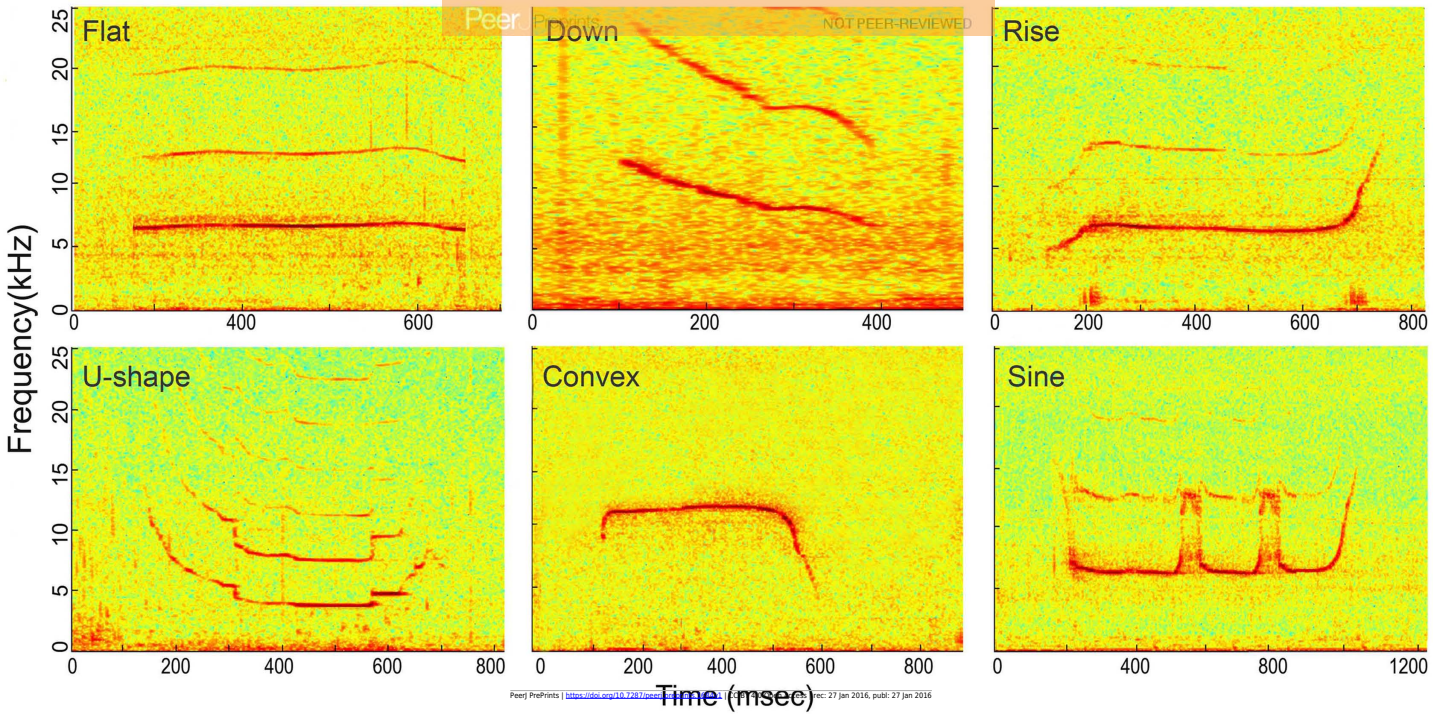 PeerJ PrePrints NOT PEER-REVIEWED
Flat
Down
Rise
25
20
15
10
5
0
0 400 600
0 200 400
0 200 400 600 800
Frequency(kHz)
U-shape
Convex
Sine
25
20
15
10
5
0
0 200 400 600 800
0 200 400 600 800
0 400 800 1200
Time (msec)
PeerJ PrePrints | https://doi.org/10.7287/peerj.preprints. | CC BY 4.0 Open Access | rec: 27 Jan 2016, publ: 27 Jan 2016